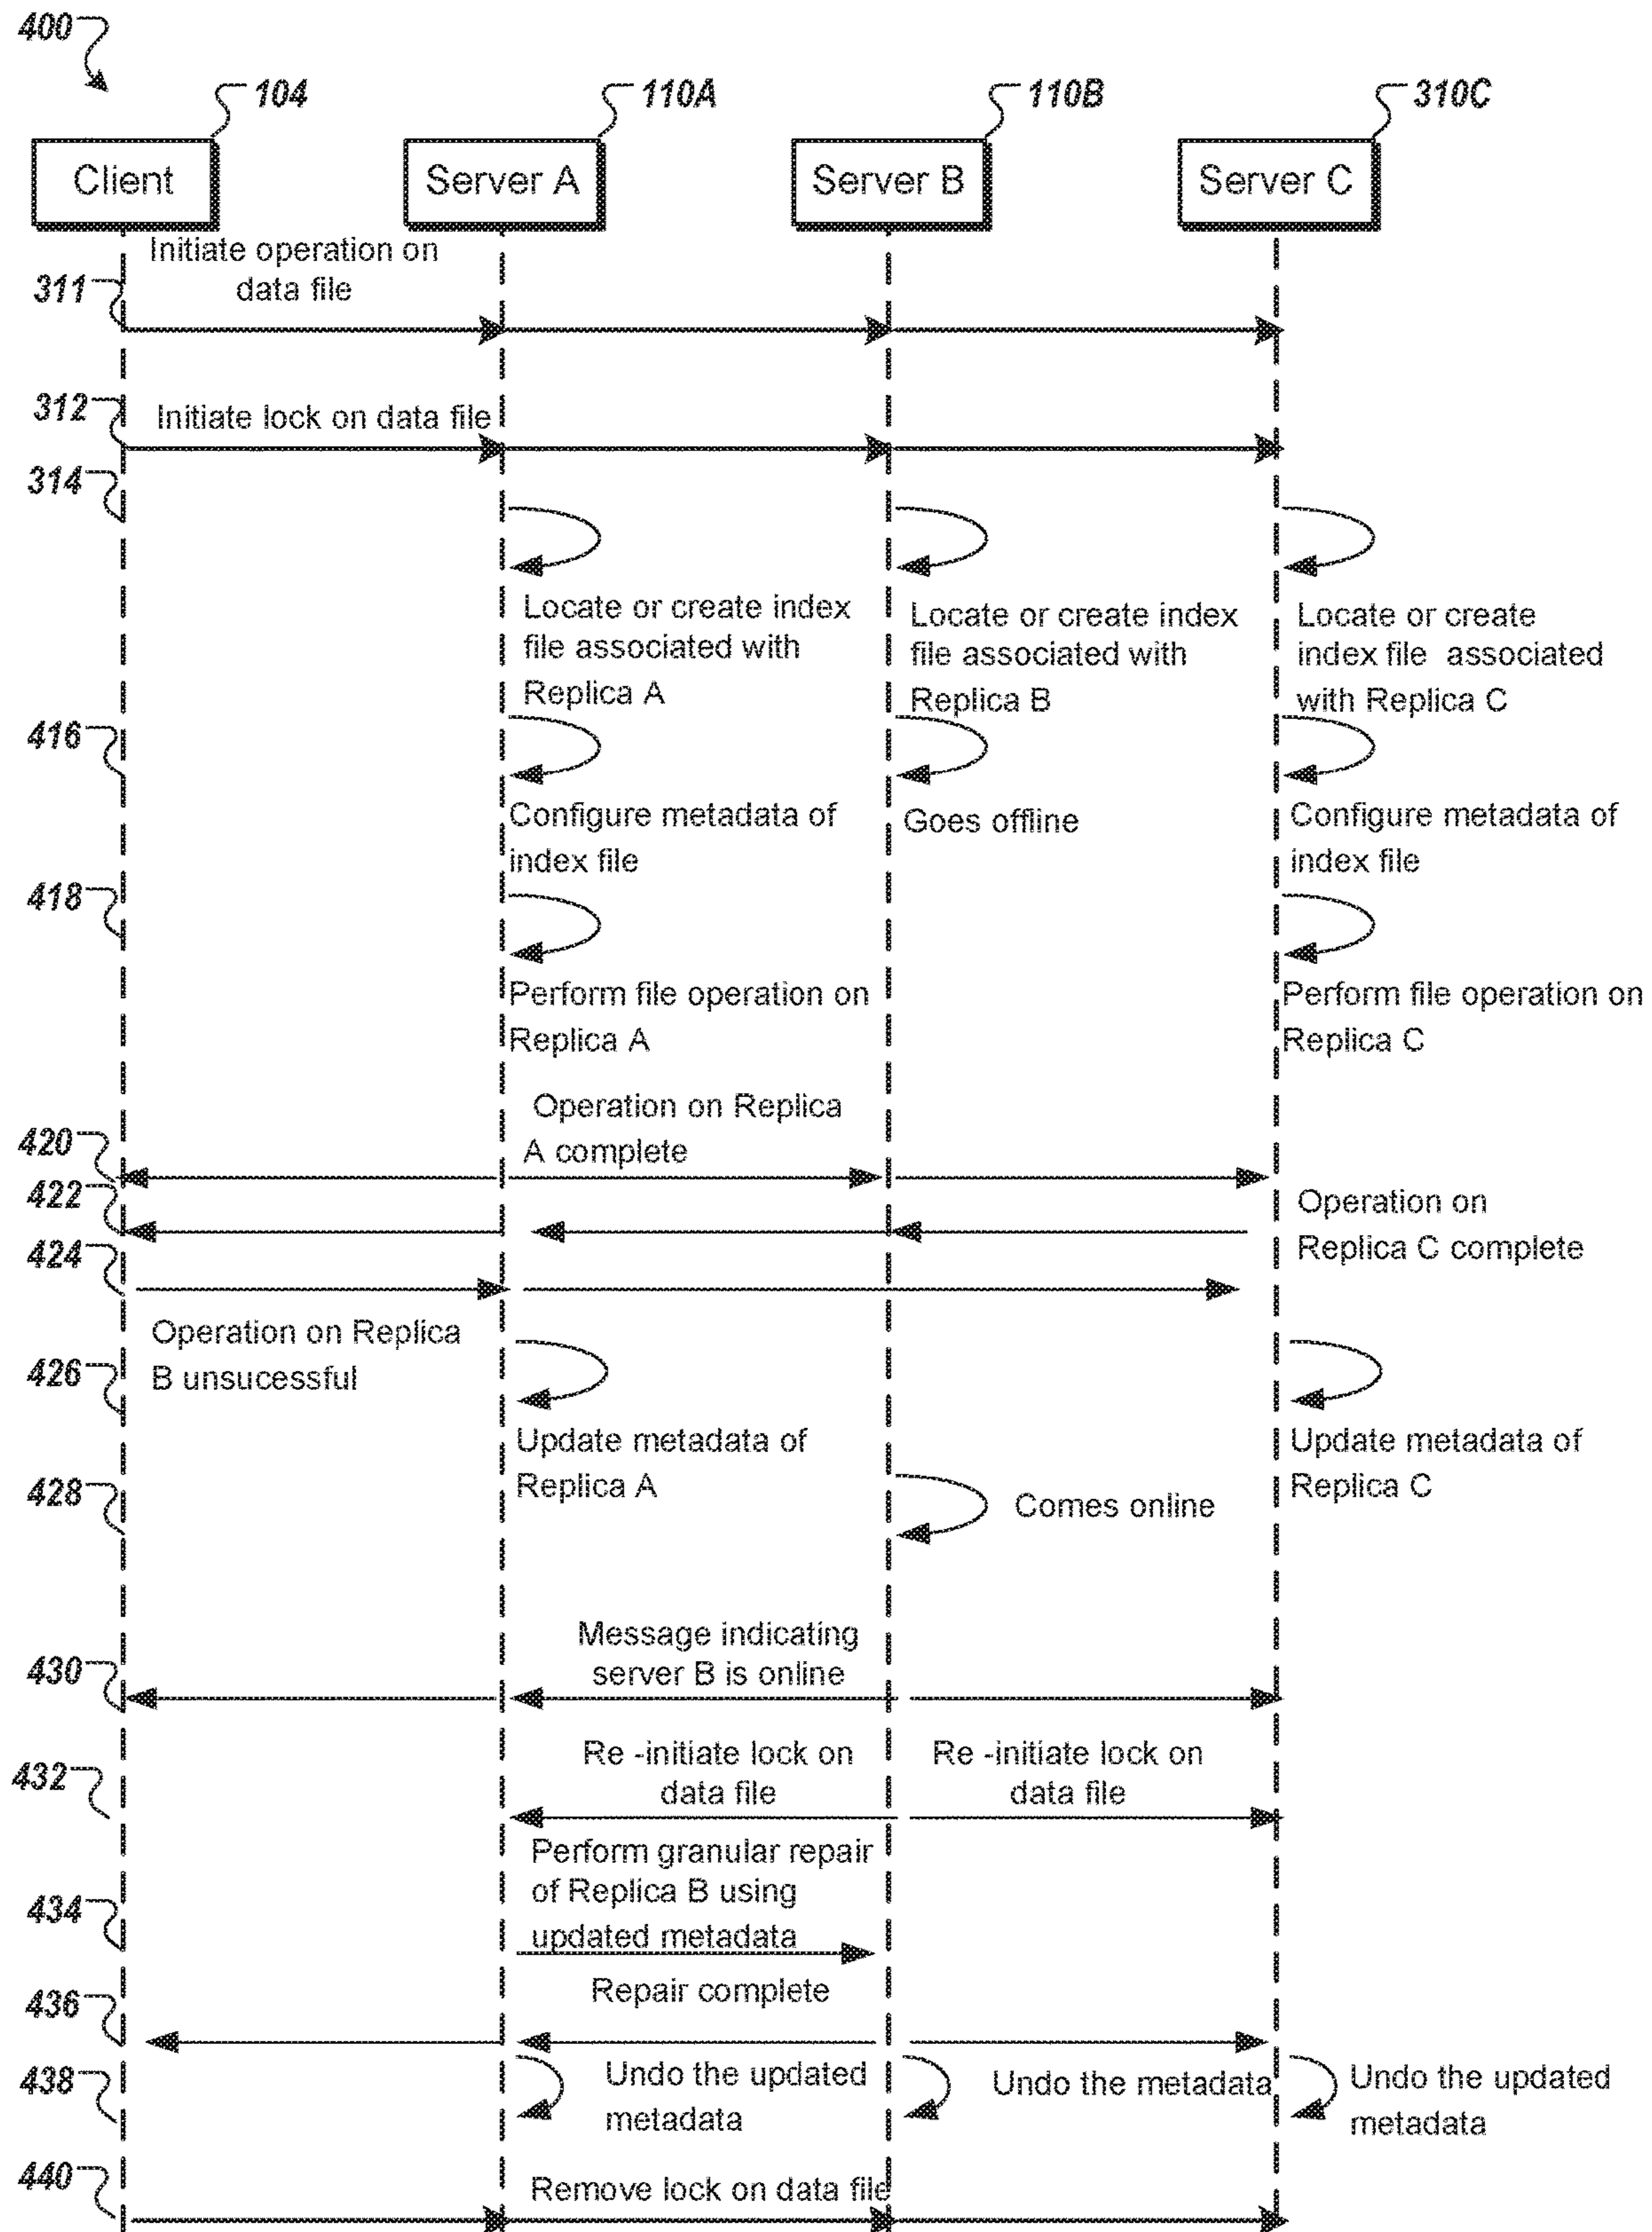 400
104
110A
110B
310C
Client
Server A
Server B
Server C
Initiate operation on
data file
311
312
Initiate lock on data file
314
Locate or create index
file associated with
Replica A
Locate or create index
file associated with
Replica B
Locate or create
index file associated
with Replica C
416
Configure metadata of
index file
Goes offline
Configure metadata of
index file
418
Perform file operation on
Replica A
Perform file operation on
Replica C
Operation on Replica
A complete
420
422
Operation on
Replica C complete
424
Operation on Replica
B unsucessful
426
Update metadata of
Replica A
Update metadata of
Replica C
428
Comes online
Message indicating
server B is online
430
Re -initiate lock on
data file
Re -initiate lock on
data file
432
Perform granular repair
of Replica B using
updated metadata
434
Repair complete
436
438
Undo the updated
metadata
Undo the metadata
Undo the updated
metadata
440
Remove lock on data file